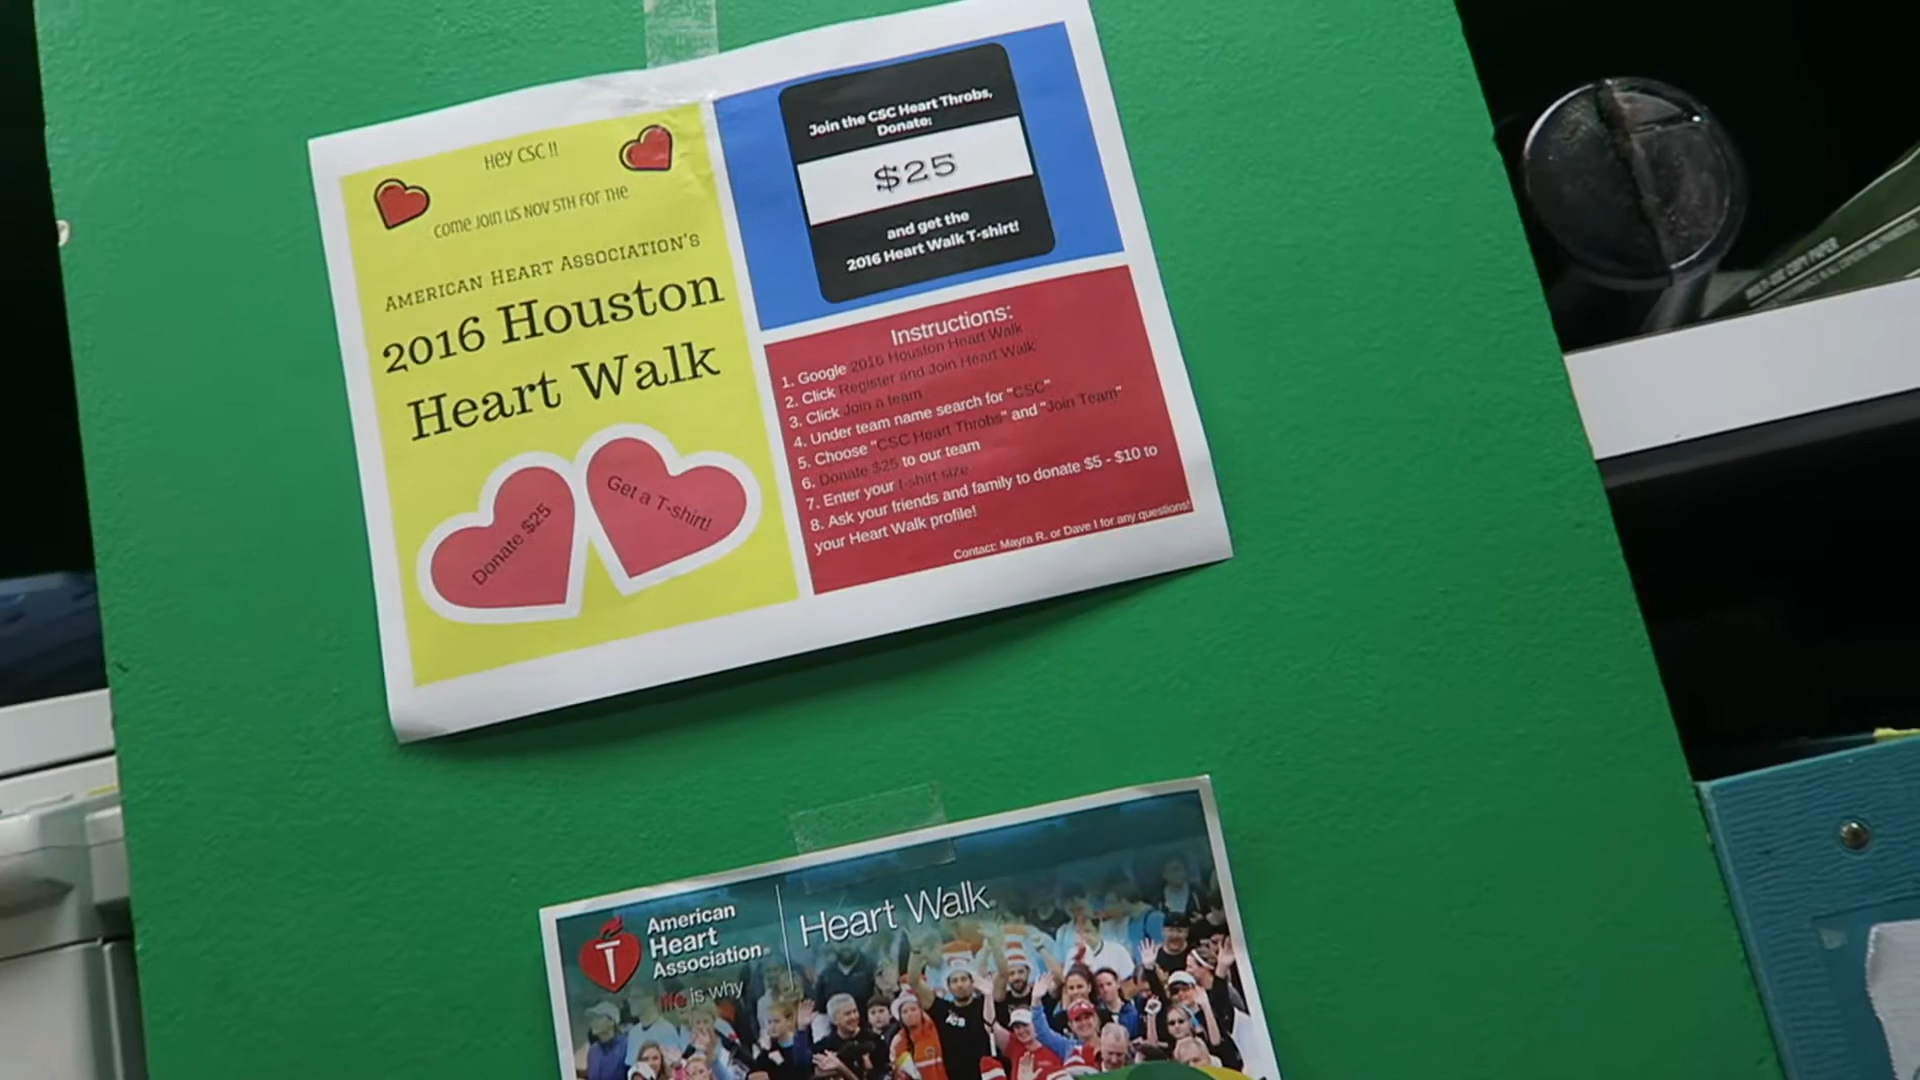 Hey CSC !!
Come join us Nov 5th for the
American Heart Association's
2016 Houston
Heart Walk
Donate $25
Get a T-shirt!
Join the CSC Heart Throbs,
Donate:
$25
and get the
2016 Heart Walk T-shirt!
Instructions:
1. Google 2016 Houston Heart Walk
2. Click Register and Join Heart Walk
3. Click Join a team
4. Under team name search for "CSC"
5. Choose "CSC Heart Throbs" and "Join Team"
6. Donate $25 to our team
7. Enter your t-shirt size
8. Ask your friends and family to donate $5 - $10 to
your Heart Walk profile!
Contact: Mayra R. or Dave I for any questions!
American
Heart
Association®
life is why
Heart Walk®
MULTI-USE COPY PAPER